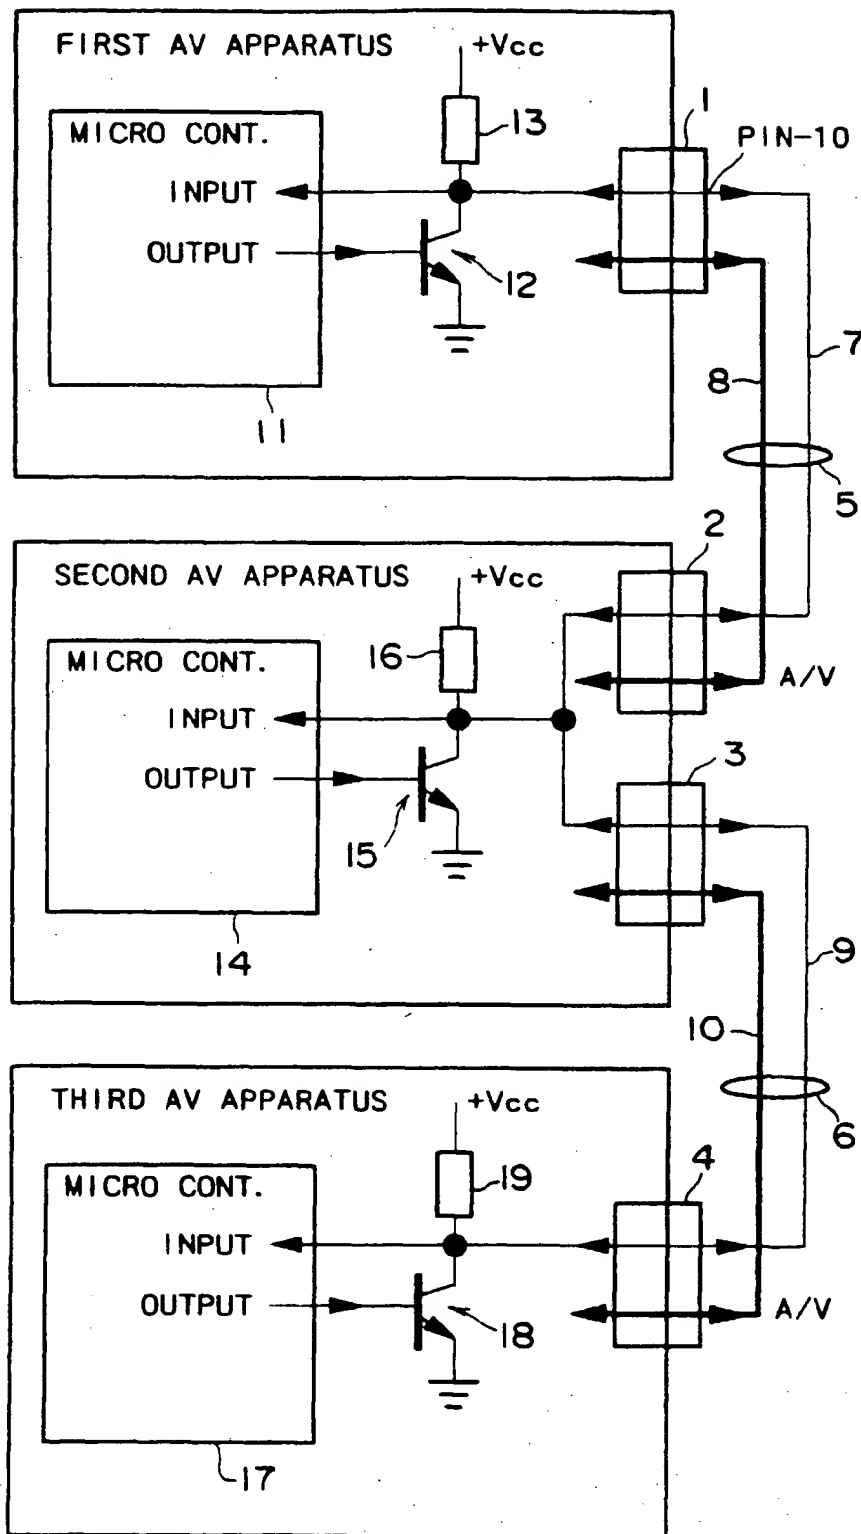 FIRST AV APPARATUS
+Vcc
MICRO CONT.
13
1
PIN-10
INPUT
OUTPUT
12
7
8
11
5
2
SECOND AV APPARATUS
+Vcc
MICRO CONT.
16
A/V
INPUT
3
OUTPUT
15
14
9
10
THIRD AV APPARATUS
+Vcc
6
4
MICRO CONT.
19
INPUT
OUTPUT
18
A/V
17